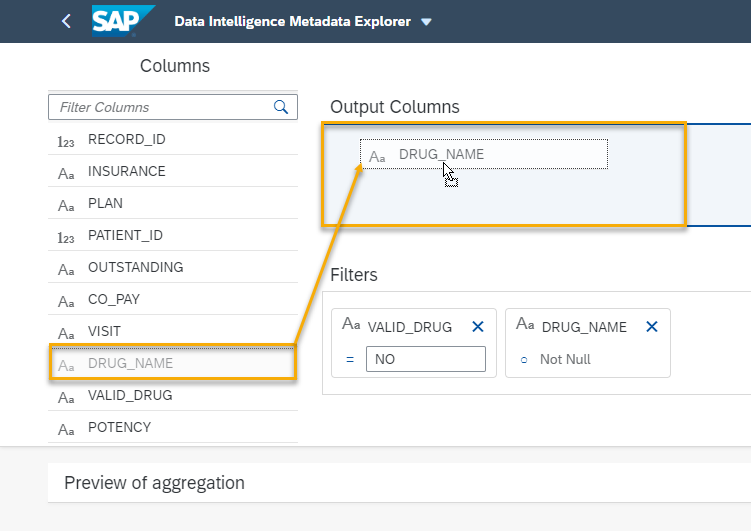 SAP Data Intelligence Metadata Explorer
Columns
Filter Columns
123 RECORD_ID
Aa INSURANCE
Aa PLAN
123 PATIENT_ID
Aa OUTSTANDING
Aa CO_PAY
Aa VISIT
Aa DRUG_NAME
Aa VALID_DRUG
Aa POTENCY
Output Columns
Aa DRUG_NAME
Filters
Aa VALID_DRUG
= NO
Aa DRUG_NAME
Not Null
Preview of aggregation